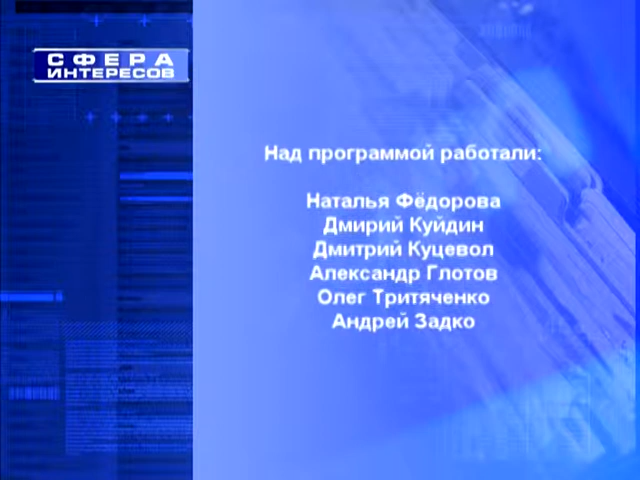 СФЕРА
ИНТЕРЕСОВ
Над программой работали:
Наталья Фёдорова
Дмирий Куйдин
Дмитрий Куцевол
Александр Глотов
Олег Тритяченко
Андрей Задко